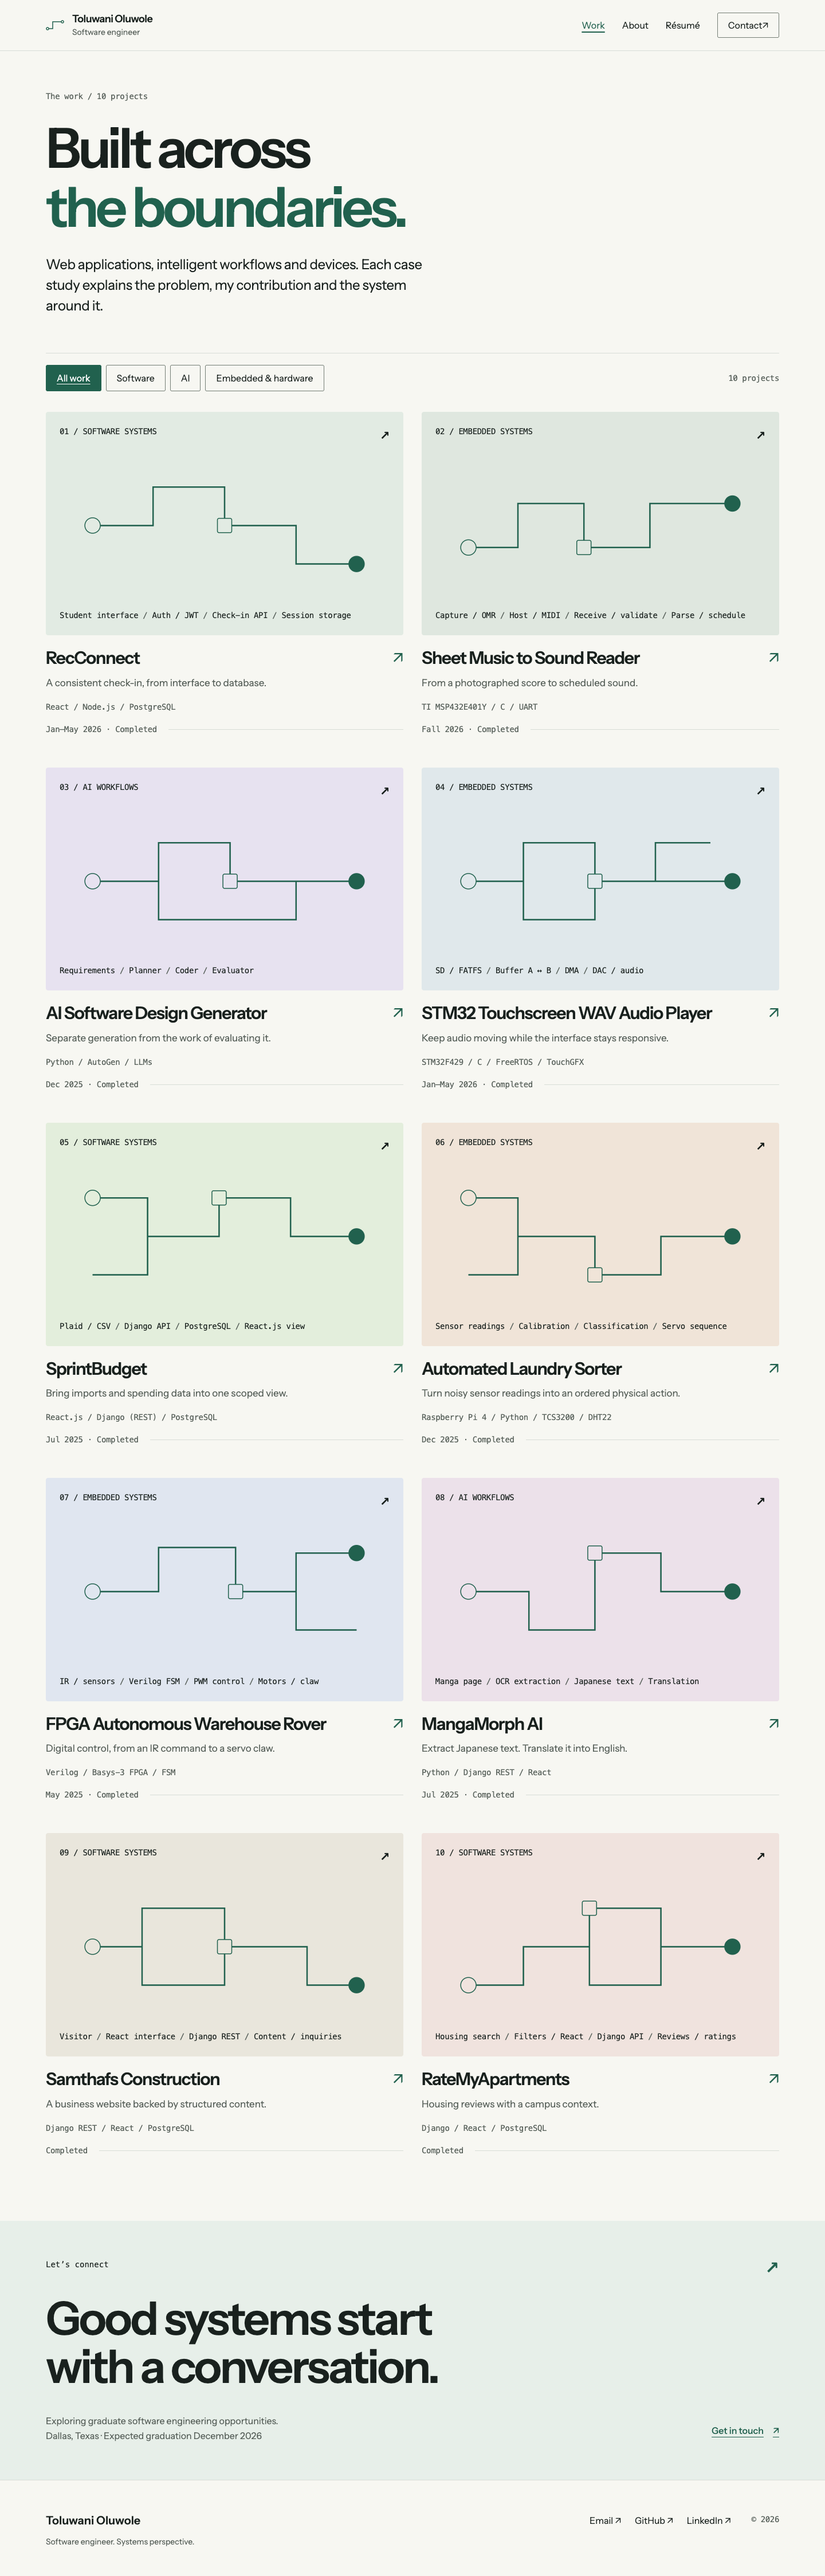 Toluwani Oluwole
Software engineer
Work
About
Résumé
Contact↗
The work / 10 projects
Built across
the boundaries.
Web applications, intelligent workflows and devices. Each case
study explains the problem, my contribution and the system
around it.
All work
Software
AI
Embedded & hardware
10 projects
01 / SOFTWARE SYSTEMS ↗
Student interface / Auth / JWT / Check-in API / Session storage
RecConnect ↗
A consistent check-in, from interface to database.
React / Node.js / PostgreSQL
Jan–May 2026 · Completed
02 / EMBEDDED SYSTEMS ↗
Capture / OMR / Host / MIDI / Receive / validate / Parse / schedule
Sheet Music to Sound Reader ↗
From a photographed score to scheduled sound.
TI MSP432E401Y / C / UART
Fall 2026 · Completed
03 / AI WORKFLOWS ↗
Requirements / Planner / Coder / Evaluator
AI Software Design Generator ↗
Separate generation from the work of evaluating it.
Python / AutoGen / LLMs
Dec 2025 · Completed
04 / EMBEDDED SYSTEMS ↗
SD / FATFS / Buffer A ↔ B / DMA / DAC / audio
STM32 Touchscreen WAV Audio Player ↗
Keep audio moving while the interface stays responsive.
STM32F429 / C / FreeRTOS / TouchGFX
Jan–May 2026 · Completed
05 / SOFTWARE SYSTEMS ↗
Plaid / CSV / Django API / PostgreSQL / React.js view
SprintBudget ↗
Bring imports and spending data into one scoped view.
React.js / Django (REST) / PostgreSQL
Jul 2025 · Completed
06 / EMBEDDED SYSTEMS ↗
Sensor readings / Calibration / Classification / Servo sequence
Automated Laundry Sorter ↗
Turn noisy sensor readings into an ordered physical action.
Raspberry Pi 4 / Python / TCS3200 / DHT22
Dec 2025 · Completed
07 / EMBEDDED SYSTEMS ↗
IR / sensors / Verilog FSM / PWM control / Motors / claw
FPGA Autonomous Warehouse Rover ↗
Digital control, from an IR command to a servo claw.
Verilog / Basys-3 FPGA / FSM
May 2025 · Completed
08 / AI WORKFLOWS ↗
Manga page / OCR extraction / Japanese text / Translation
MangaMorph AI ↗
Extract Japanese text. Translate it into English.
Python / Django REST / React
Jul 2025 · Completed
09 / SOFTWARE SYSTEMS ↗
Visitor / React interface / Django REST / Content / inquiries
Samthafs Construction ↗
A business website backed by structured content.
Django REST / React / PostgreSQL
Completed
10 / SOFTWARE SYSTEMS ↗
Housing search / Filters / React / Django API / Reviews / ratings
RateMyApartments ↗
Housing reviews with a campus context.
Django / React / PostgreSQL
Completed
Let’s connect ↗
Good systems start
with a conversation.
Exploring graduate software engineering opportunities.
Dallas, Texas · Expected graduation December 2026
Get in touch ↗
Toluwani Oluwole
Software engineer. Systems perspective.
Email ↗
GitHub ↗
LinkedIn ↗
© 2026